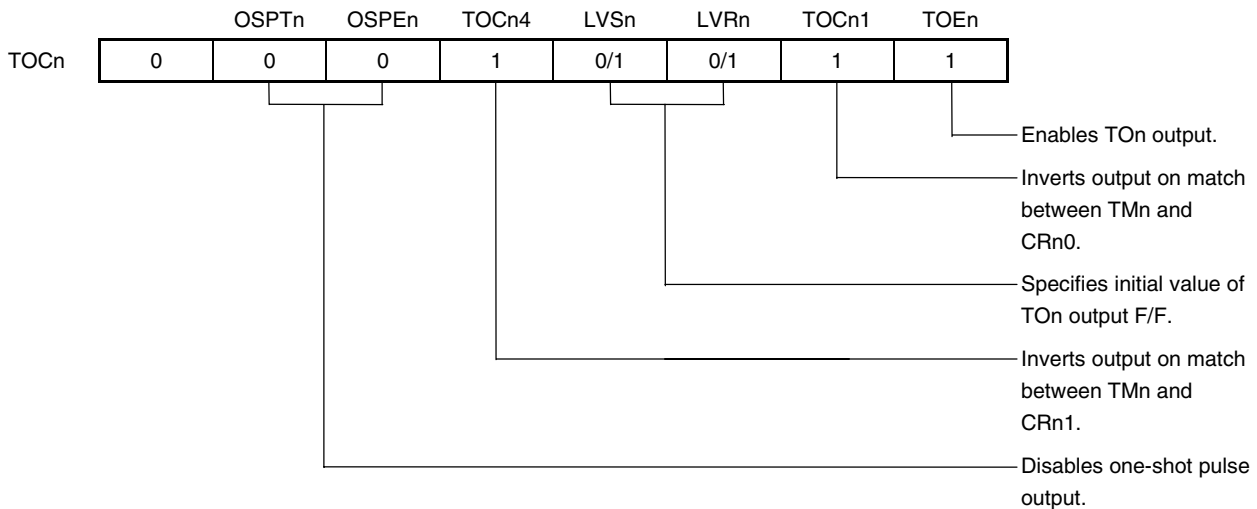 OSPTn OSPEn TOCn4 LVSn LVRn TOCn1 TOEn
TOCn 0 0 0 1 0/1 0/1 1 1
Enables TOn output.
Inverts output on match
between TMn and
CRn0.
Specifies initial value of
TOn output F/F.
Inverts output on match
between TMn and
CRn1.
Disables one-shot pulse
output.